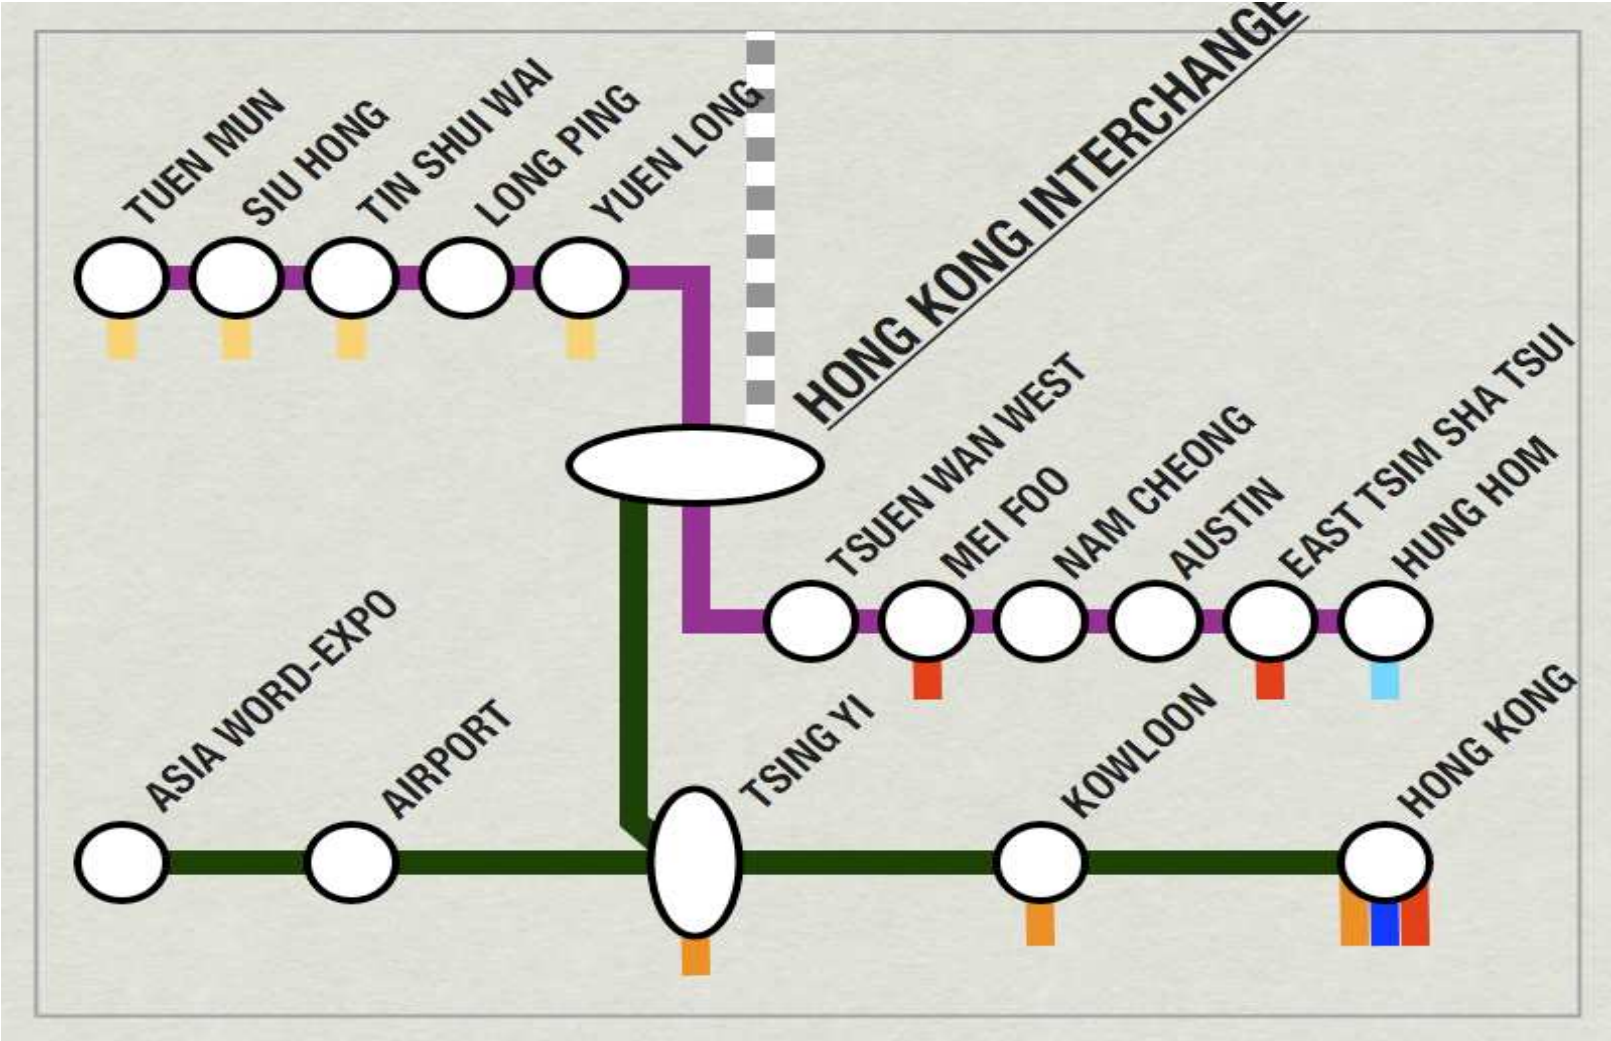 TUEN MUN
SIU HONG
TIN SHUI WAI
LONG PING
YUEN LONG
HONG KONG INTERCHANGE
TSUEN WAN WEST
MEI FOO
NAM CHEONG
AUSTIN
EAST TSIM SHA TSUI
HUNG HOM
ASIA WORD-EXPO
AIRPORT
TSING YI
KOWLOON
HONG KONG